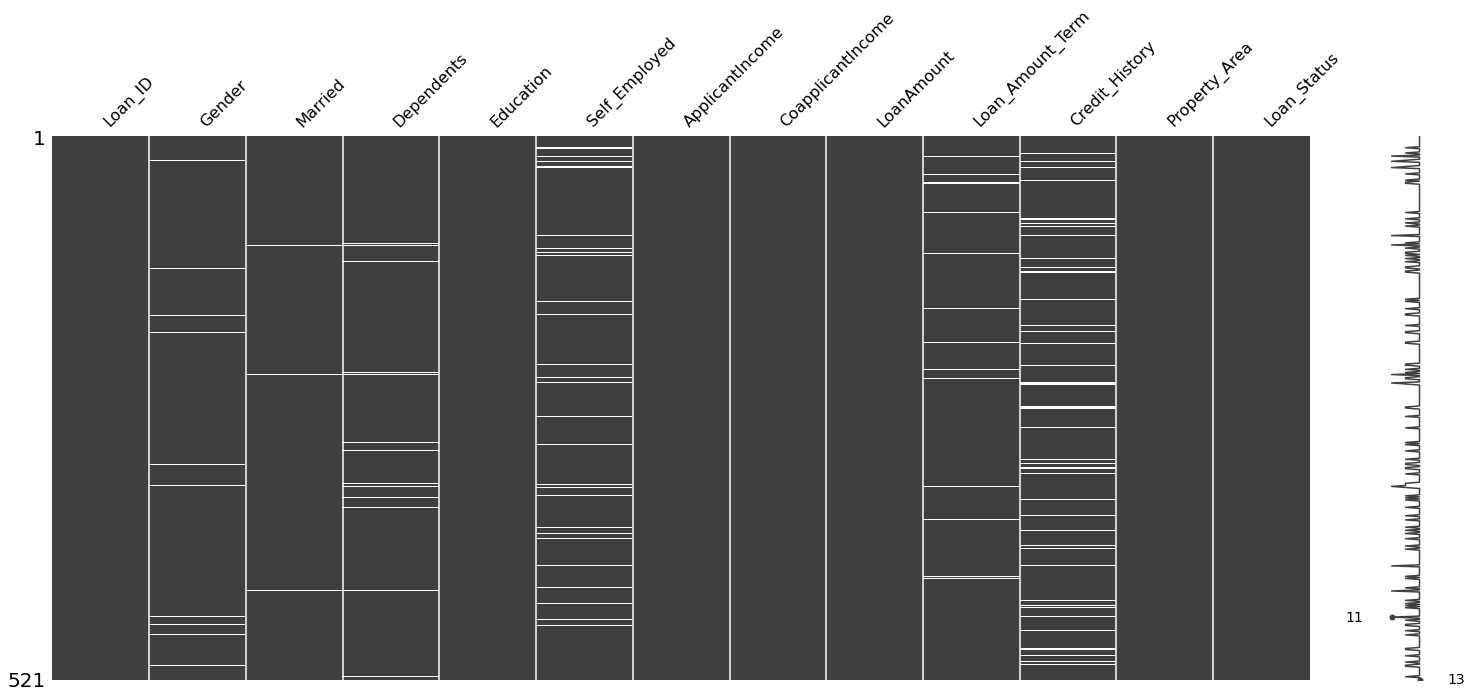 Loan_ID
Gender
Married
Dependents
Education
Self_Employed
ApplicantIncome
CoapplicantIncome
LoanAmount
Loan_Amount_Term
Credit_History
Property_Area
Loan_Status
1
11
521
13